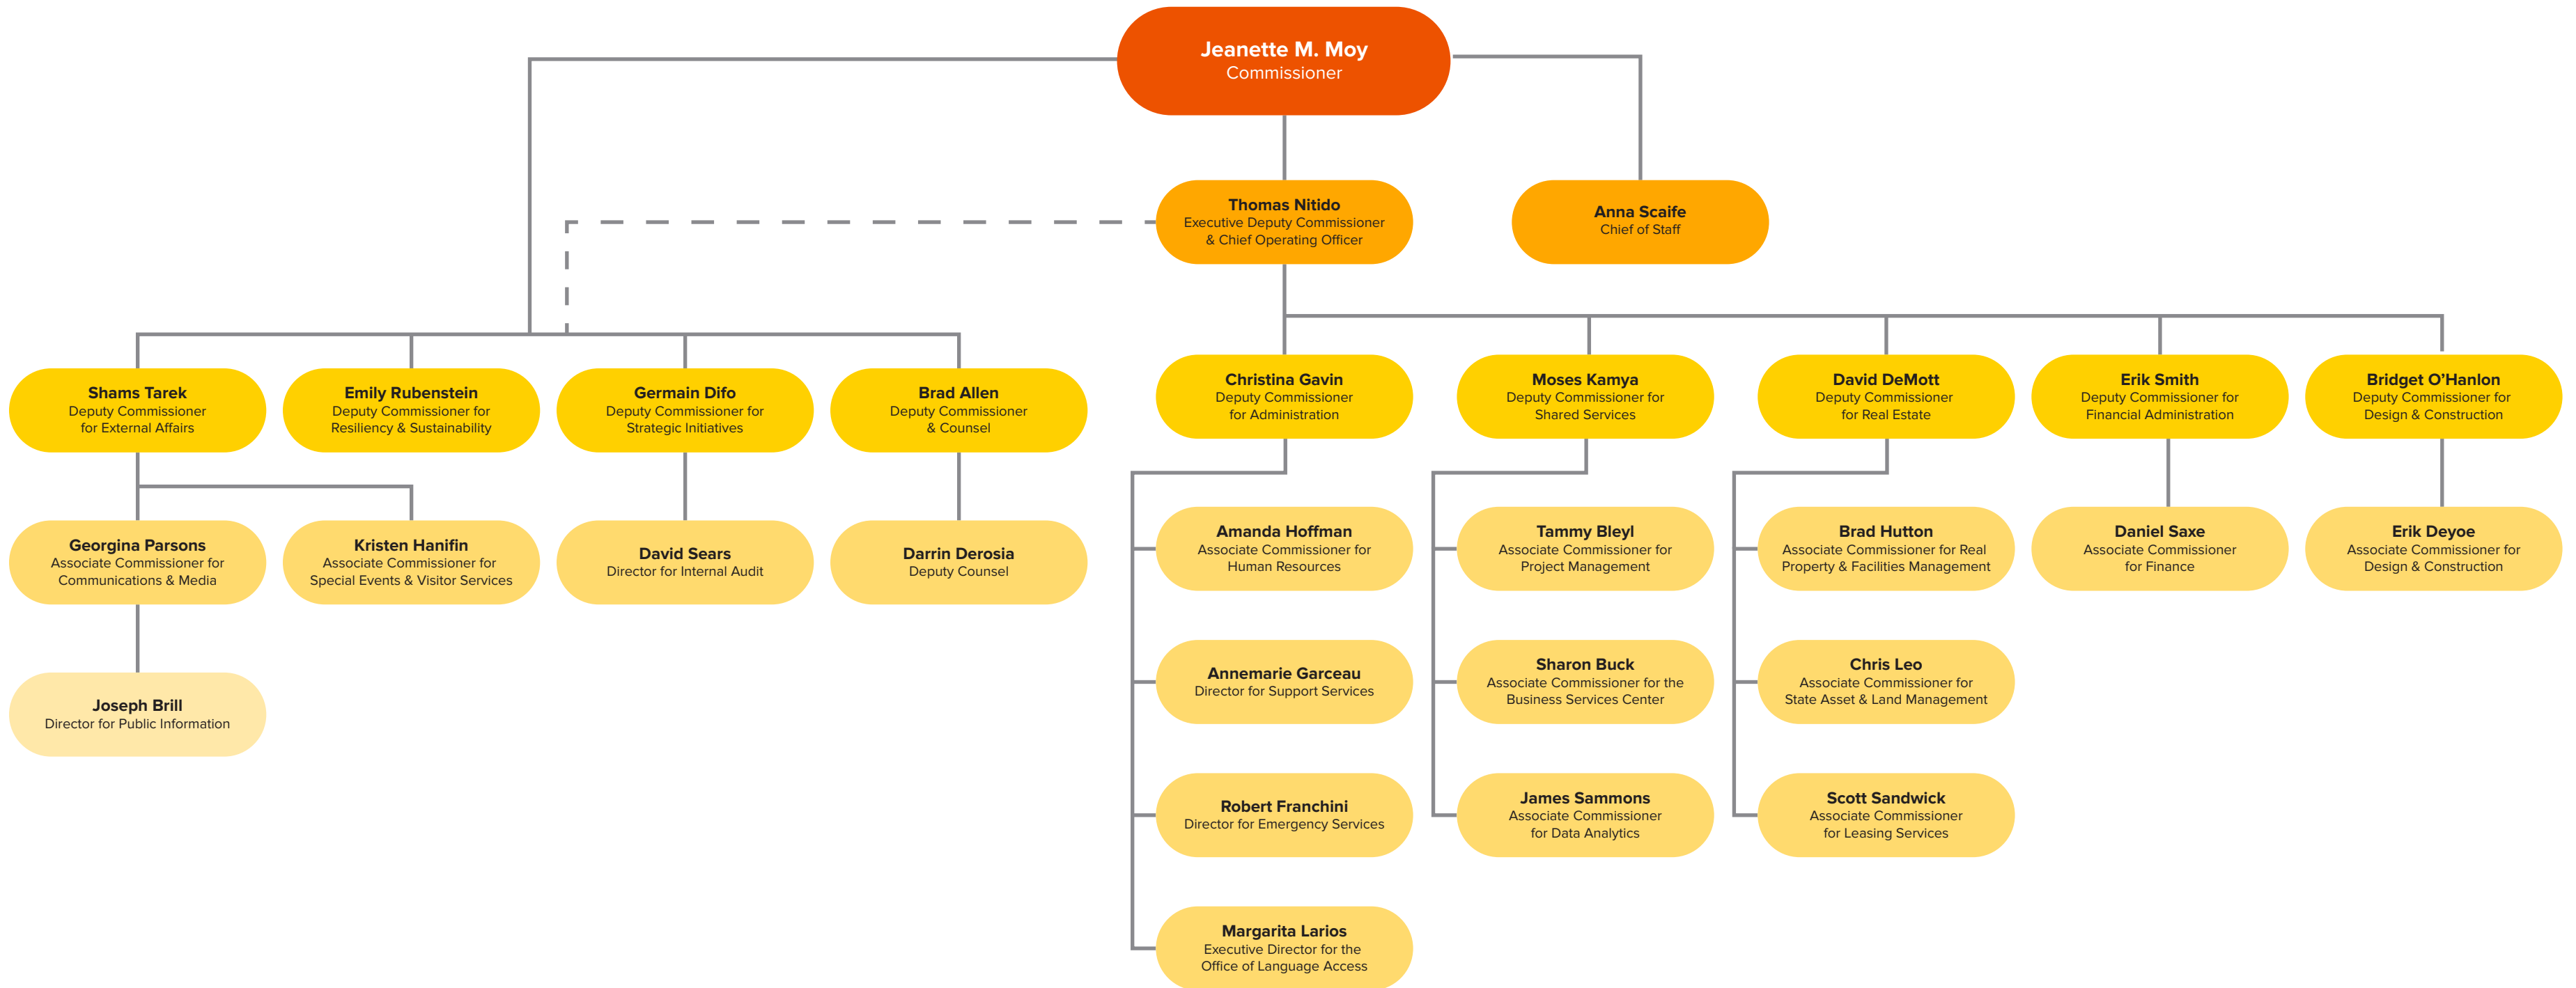 Jeanette M. Moy
Commissioner
Thomas Nitido
Executive Deputy Commissioner
& Chief Operating Officer
Anna Scaife
Chief of Staff
Shams Tarek
Deputy Commissioner
for External Affairs
Emily Rubenstein
Deputy Commissioner for
Resiliency & Sustainability
Germain Difo
Deputy Commissioner for
Strategic Initiatives
Brad Allen
Deputy Commissioner
& Counsel
Christina Gavin
Deputy Commissioner
for Administration
Moses Kamya
Deputy Commissioner for
Shared Services
David DeMott
Deputy Commissioner
for Real Estate
Erik Smith
Deputy Commissioner for
Financial Administration
Bridget O’Hanlon
Deputy Commissioner for
Design & Construction
Georgina Parsons
Associate Commissioner for
Communications & Media
Kristen Hanifin
Associate Commissioner for
Special Events & Visitor Services
David Sears
Director for Internal Audit
Darrin Derosia
Deputy Counsel
Amanda Hoffman
Associate Commissioner for
Human Resources
Tammy Bleyl
Associate Commissioner for
Project Management
Brad Hutton
Associate Commissioner for Real
Property & Facilities Management
Daniel Saxe
Associate Commissioner
for Finance
Erik Deyoe
Associate Commissioner for
Design & Construction
Joseph Brill
Director for Public Information
Annemarie Garceau
Director for Support Services
Sharon Buck
Associate Commissioner for the
Business Services Center
Chris Leo
Associate Commissioner for
State Asset & Land Management
Robert Franchini
Director for Emergency Services
James Sammons
Associate Commissioner
for Data Analytics
Scott Sandwick
Associate Commissioner
for Leasing Services
Margarita Larios
Executive Director for the
Office of Language Access